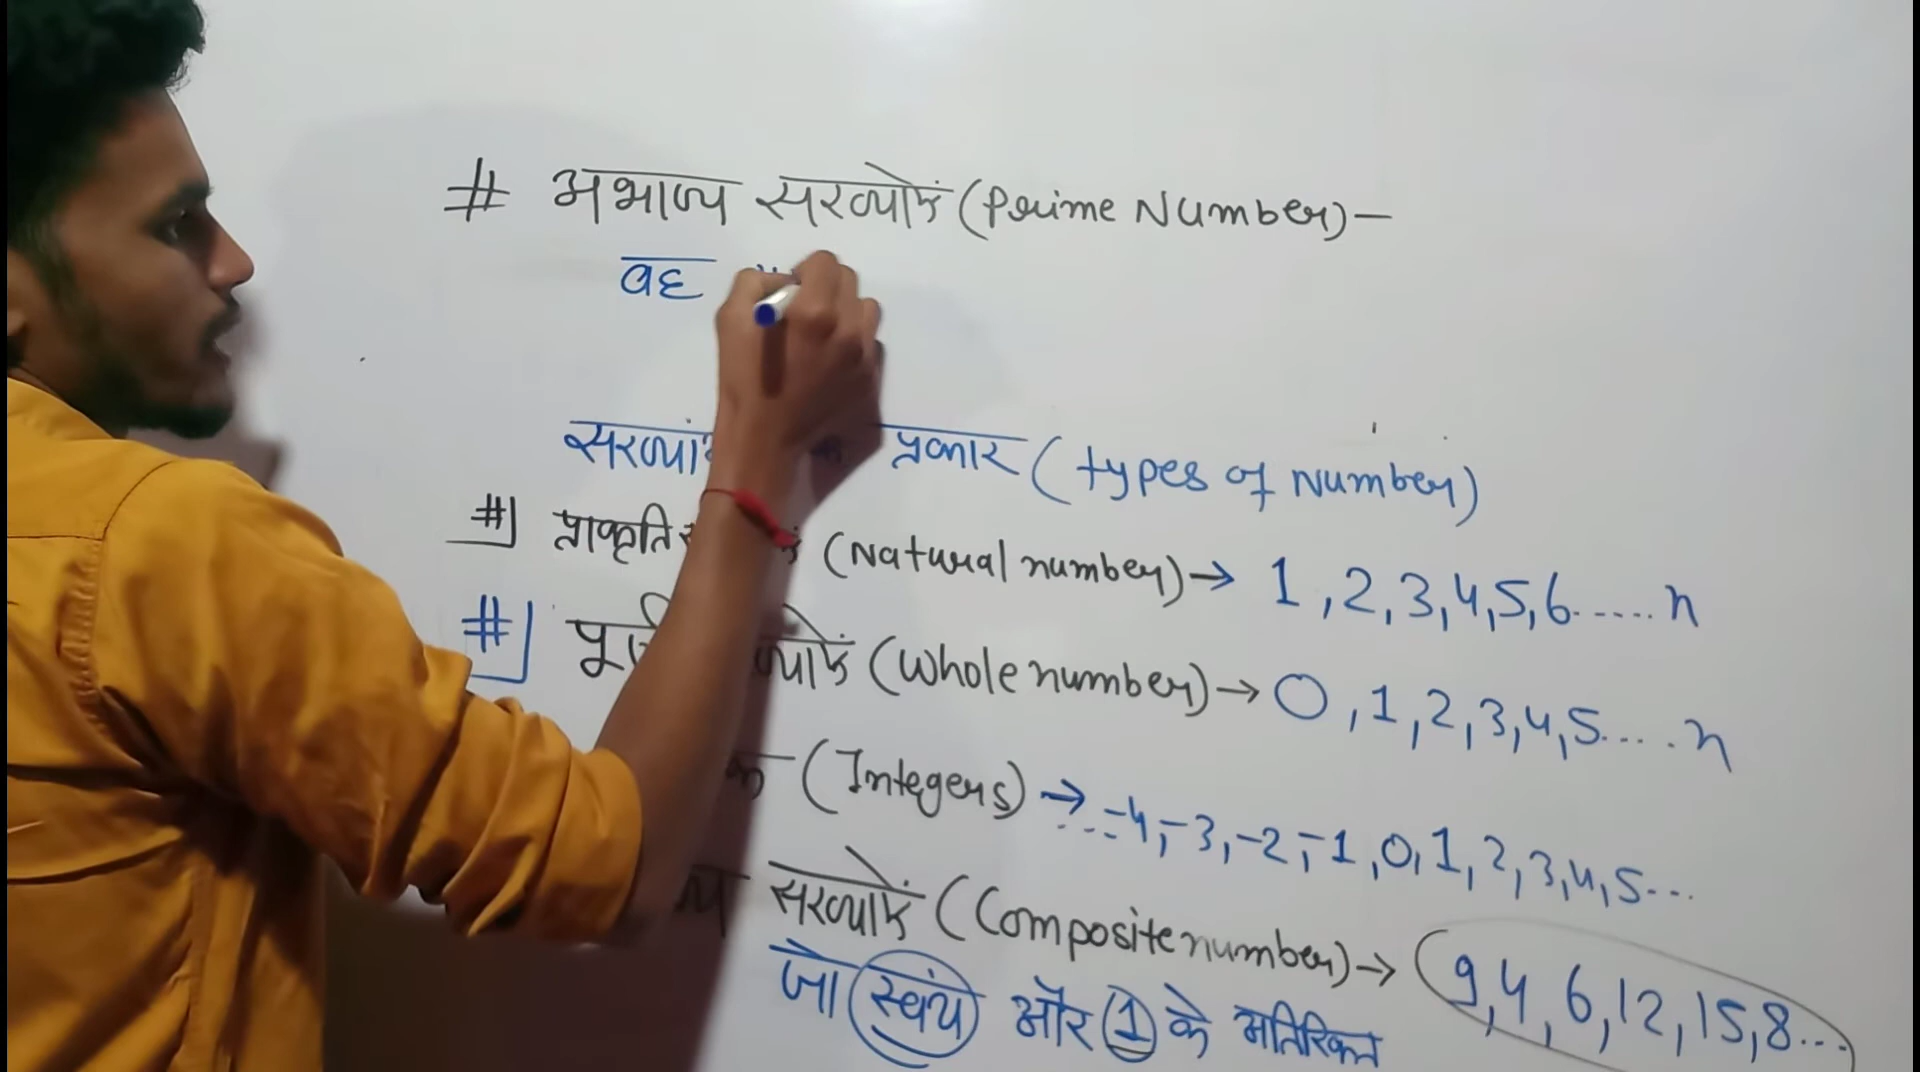 # अभाज्य संख्याएँ (Prime Number) –
वह
प्रकार (types of Number)
# (Natural number) → 1, 2, 3, 4, 5, 6..... n
# (Whole number) → 0, 1, 2, 3, 4, 5..... n
(Integers) → ...-4, -3, -2, -1, 0, 1, 2, 3, 4, 5...
संख्याएँ (Composite number) → 9, 4, 6, 12, 15, 8...
जो स्वंय और 1 के अतिरिक्त